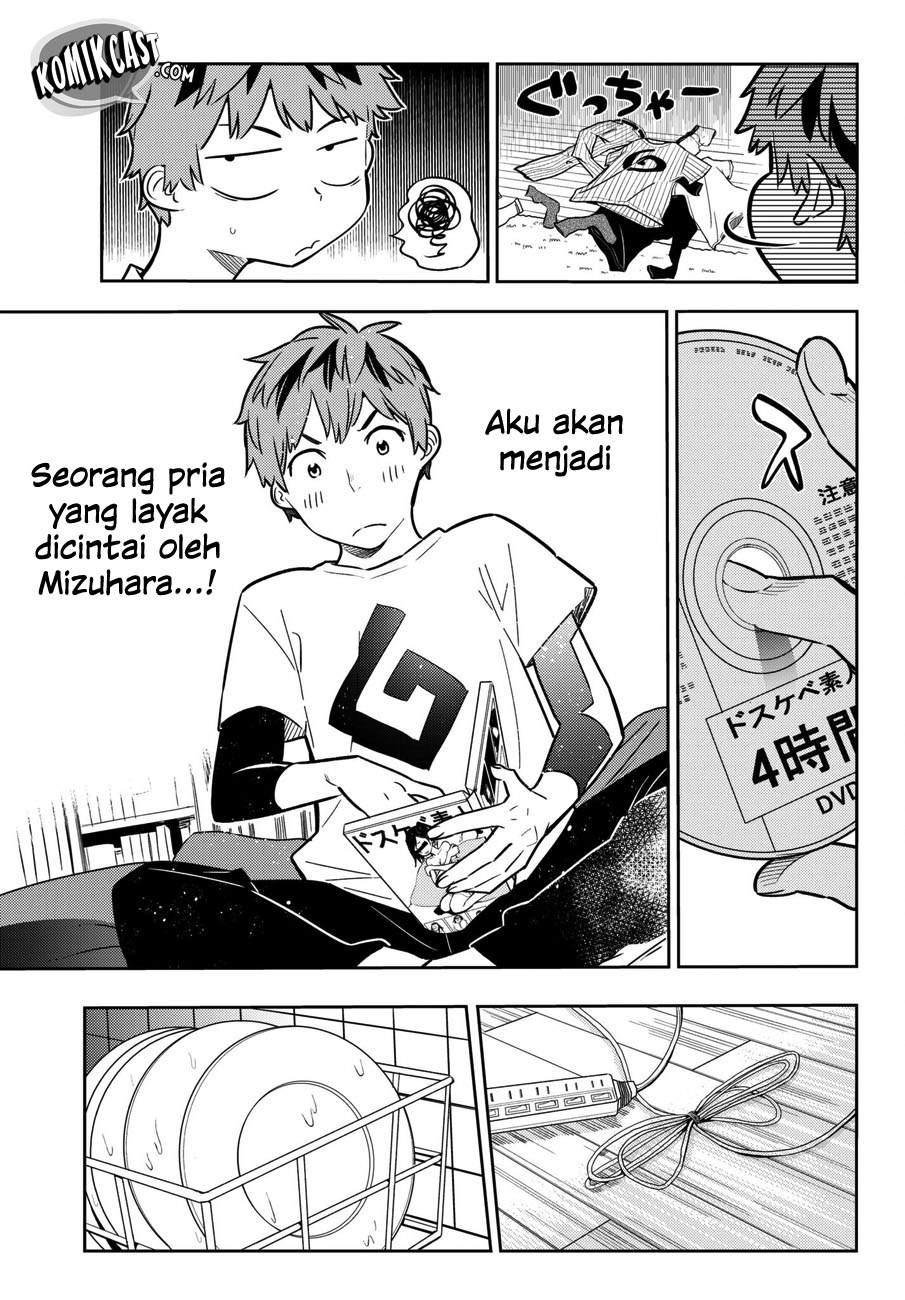 KOMIKCAST
.COM
ぐっちゃー
ス
注意
ドスケベ素人
4時間
DVD
Aku akan
menjadi
Seorang pria
yang layak
dicintai oleh
Mizuhara...!
ドスケベ素人